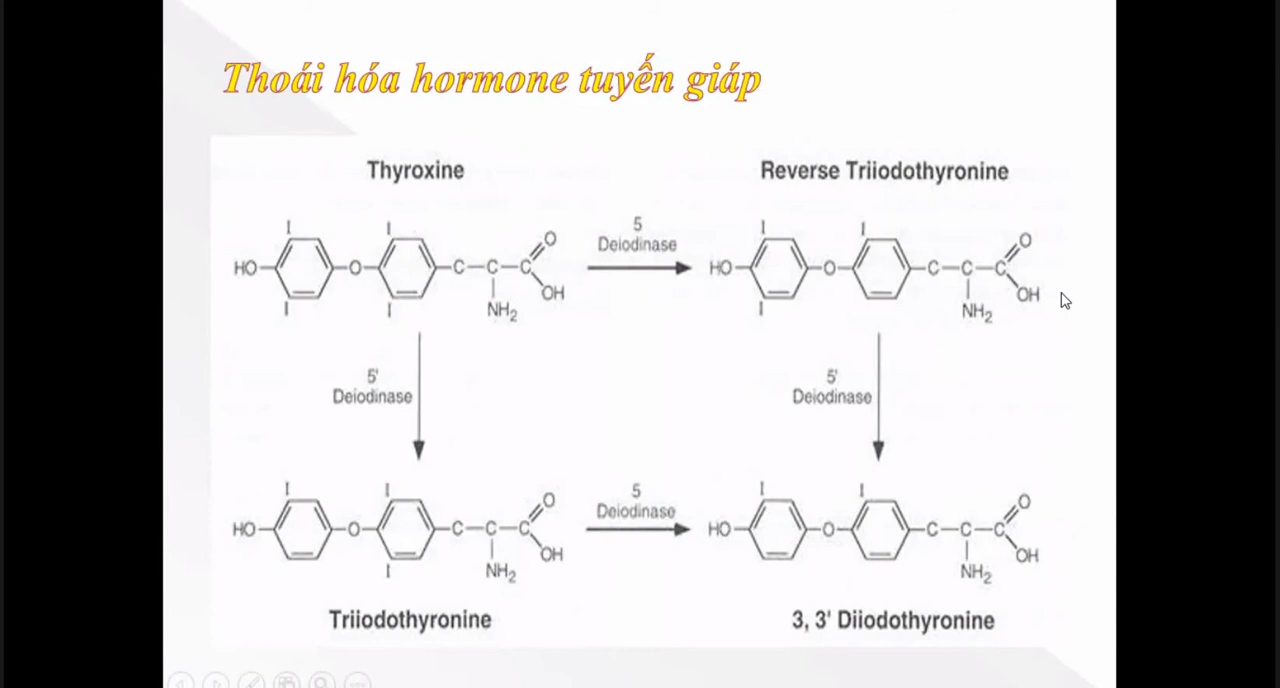 Thoái hóa hormone tuyến giáp
Thyroxine
Reverse Triiodothyronine
I I O
HO O C C C
I I NH₂ OH
5
Deiodinase
I I O
HO O C C C
I NH₂ OH
5'
Deiodinase
5'
Deiodinase
I I O
HO O C C C
I NH₂ OH
5
Deiodinase
I I O
HO O C C C
NH₂ OH
Triiodothyronine
3, 3' Diiodothyronine